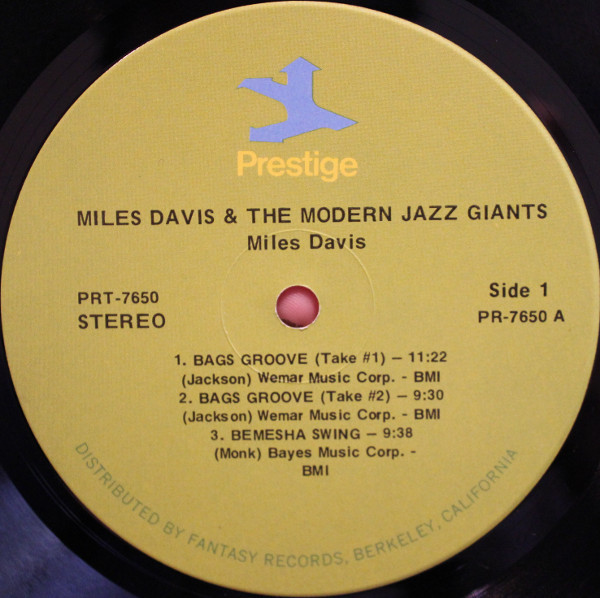 Prestige
MILES DAVIS & THE MODERN JAZZ GIANTS
Miles Davis
PRT-7650
STEREO
Side 1
PR-7650 A
1. BAGS GROOVE (Take #1) – 11:22
(Jackson) Wemar Music Corp. - BMI
2. BAGS GROOVE (Take #2) – 9:30
(Jackson) Wemar Music Corp. - BMI
3. BEMESHA SWING – 9:38
(Monk) Bayes Music Corp. -
BMI
DISTRIBUTED BY FANTASY RECORDS, BERKELEY, CALIFORNIA